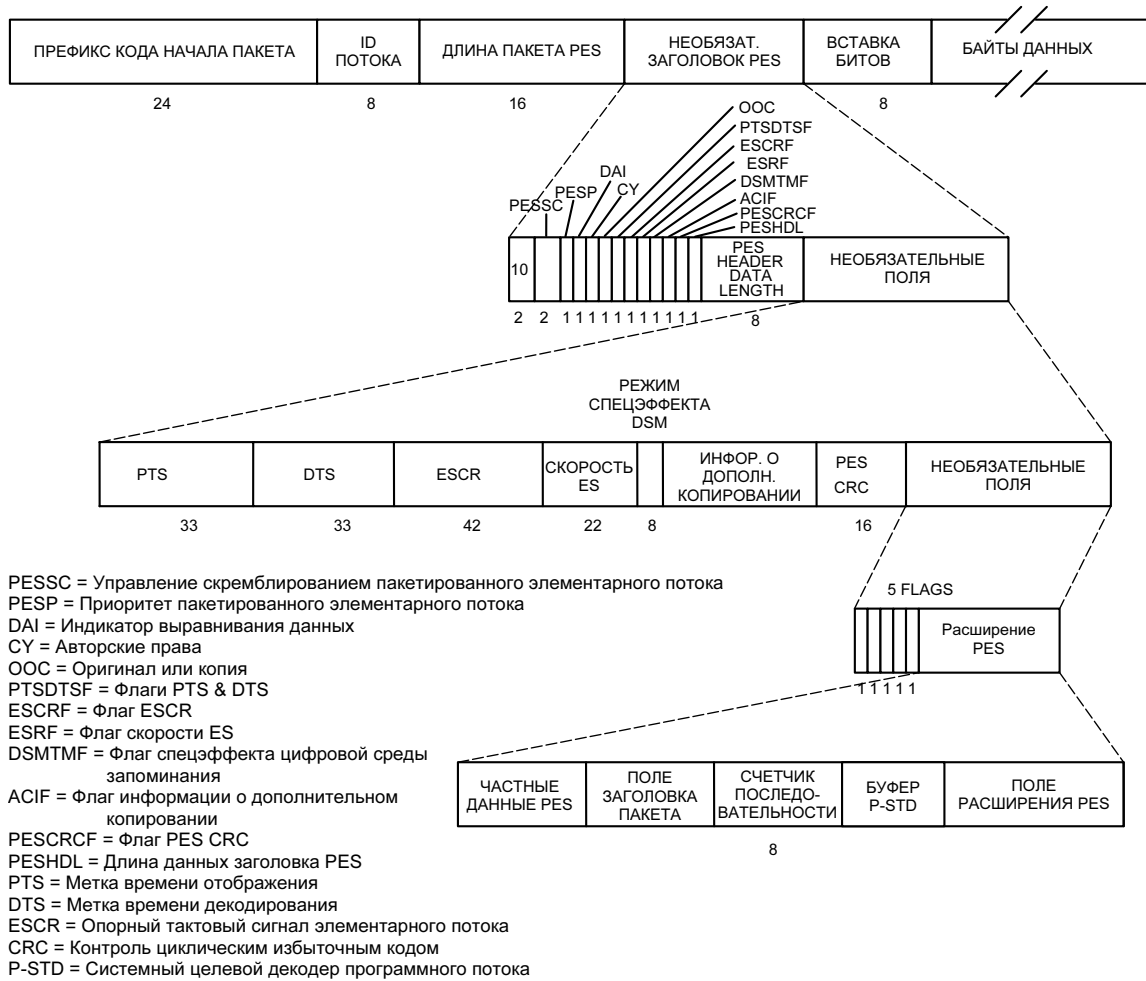 ПРЕФИКС КОДА НАЧАЛА ПАКЕТА
ID
ПОТОКА
ДЛИНА ПАКЕТА PES
НЕОБЯЗАТ.
ЗАГОЛОВОК PES
ВСТАВКА
БИТОВ
БАЙТЫ ДАННЫХ
24
8
16
8
OOC
PTSDTSF
ESCRF
ESRF
DSMTMF
ACIF
PESCRCF
PESHDL
DAI
CY
PESP
PESSC
10
PES
HEADER
DATA
LENGTH
НЕОБЯЗАТЕЛЬНЫЕ
ПОЛЯ
2 2 1 1 1 1 1 1 1 1 1 1 1 8
РЕЖИМ
СПЕЦЭФФЕКТА
DSM
PTS
DTS
ESCR
СКОРОСТЬ
ES
ИНФОР. О
ДОПОЛН.
КОПИРОВАНИИ
PES
CRC
НЕОБЯЗАТЕЛЬНЫЕ
ПОЛЯ
33
33
42
22
8
16
PESSC = Управление скремблированием пакетированного элементарного потока
PESP = Приоритет пакетированного элементарного потока
DAI = Индикатор выравнивания данных
CY = Авторские права
OOC = Оригинал или копия
PTSDTSF = Флаги PTS & DTS
ESCRF = Флаг ESCR
ESRF = Флаг скорости ES
DSMTMF = Флаг спецэффекта цифровой среды
запоминания
ACIF = Флаг информации о дополнительном
копировании
PESCRCF = Флаг PES CRC
PESHDL = Длина данных заголовка PES
PTS = Метка времени отображения
DTS = Метка времени декодирования
ESCR = Опорный тактовый сигнал элементарного потока
CRC = Контроль циклическим избыточным кодом
P-STD = Системный целевой декодер программного потока
5 FLAGS
Расширение
PES
1 1 1 1 1
ЧАСТНЫЕ
ДАННЫЕ PES
ПОЛЕ
ЗАГОЛОВКА
ПАКЕТА
СЧЕТЧИК
ПОСЛЕДО-
ВАТЕЛЬНОСТИ
БУФЕР
P-STD
ПОЛЕ
РАСШИРЕНИЯ PES
8